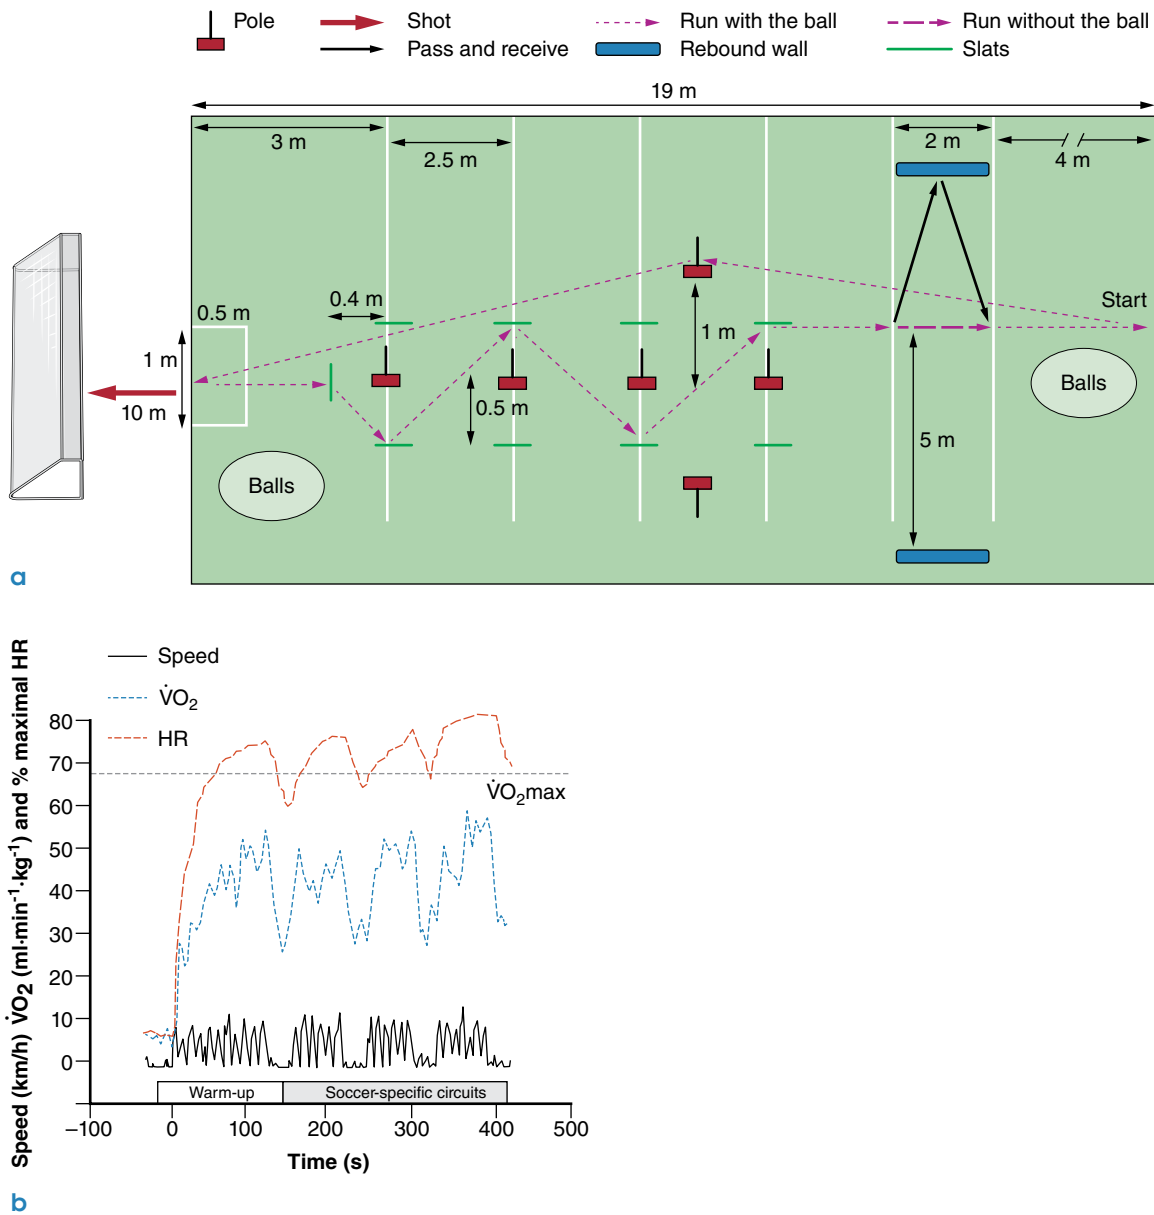 Pole
Shot
Run with the ball
Run without the ball
Pass and receive
Rebound wall
Slats
19 m
3 m
2.5 m
2 m
4 m
0.5 m
0.4 m
1 m
Start
1 m
10 m
0.5 m
Balls
5 m
Balls
a
Speed (km/h) V̇O₂ (ml·min⁻¹·kg⁻¹) and % maximal HR
Speed
V̇O₂
HR
V̇O₂max
80
70
60
50
40
30
20
10
0
Warm-up
Soccer-specific circuits
–100
0
100
200
300
400
500
Time (s)
b